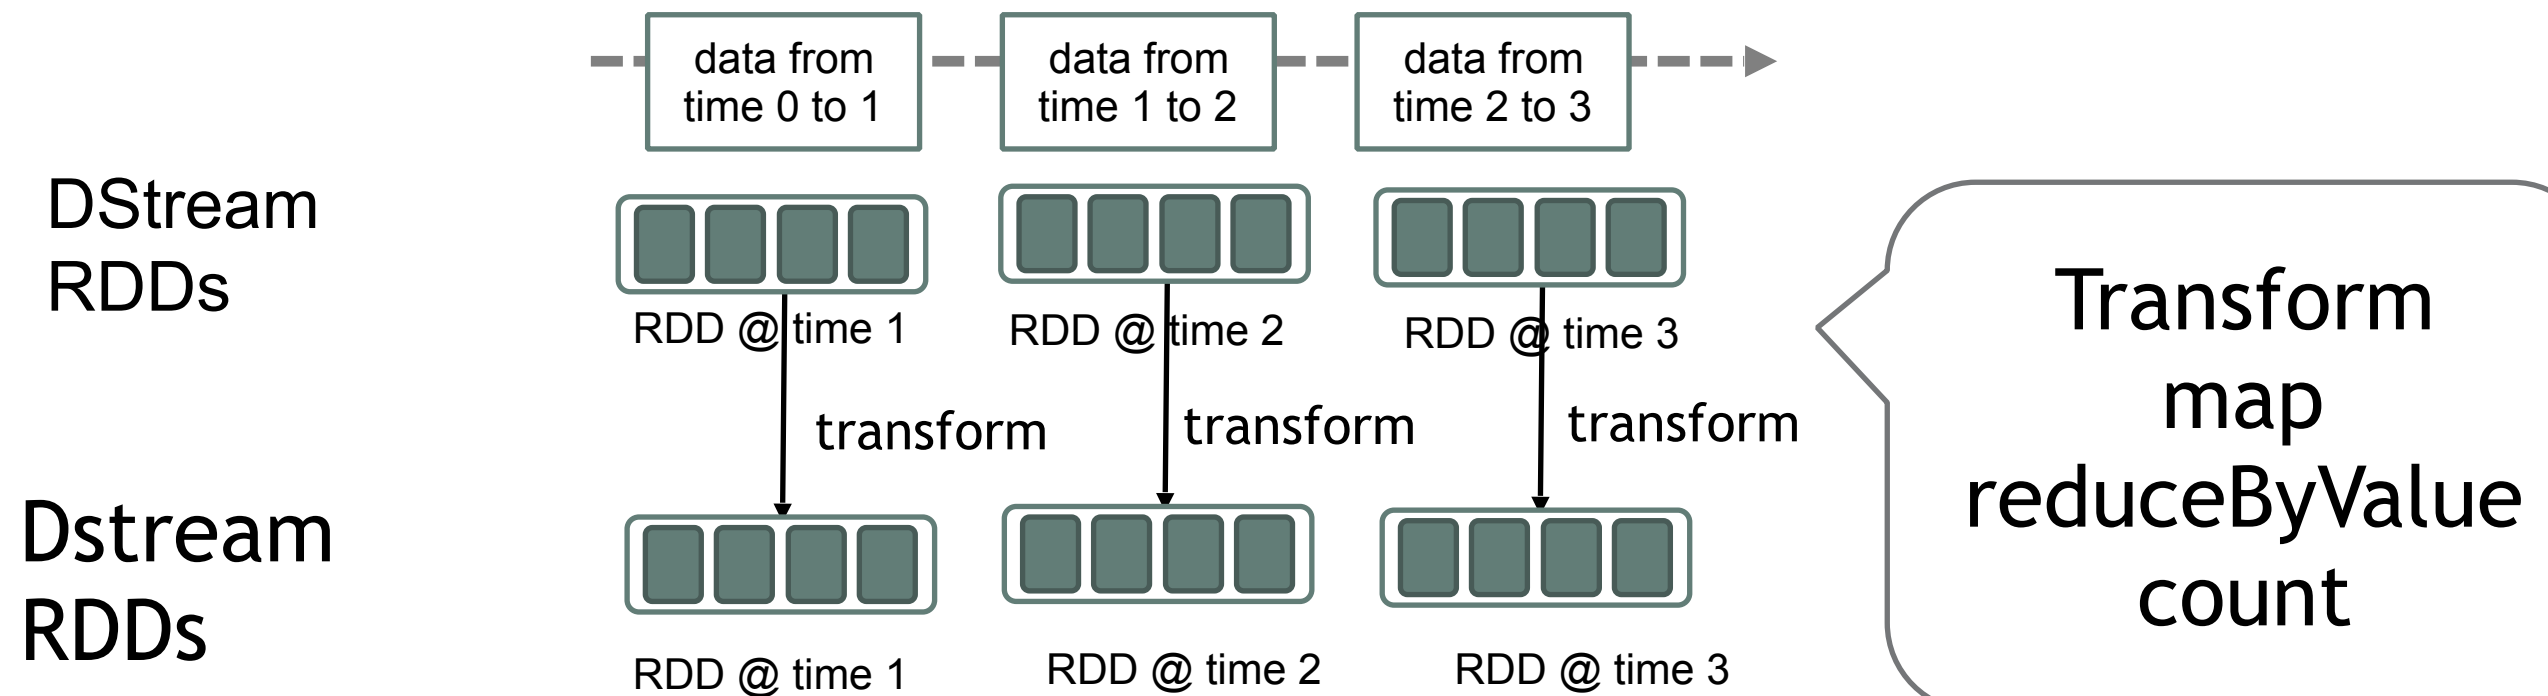 data from
time 0 to 1
data from
time 1 to 2
data from
time 2 to 3
DStream
RDDs
RDD @ time 1
RDD @ time 2
RDD @ time 3
transform
transform
transform
Dstream
RDDs
RDD @ time 1
RDD @ time 2
RDD @ time 3
Transform
map
reduceByValue
count